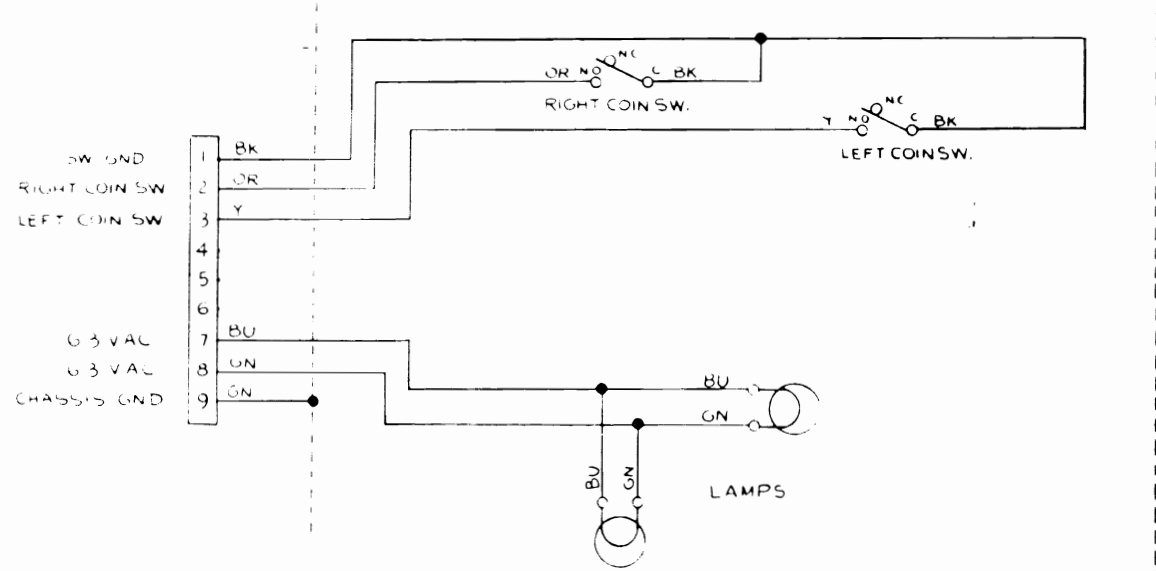 NC
OR NO C BK
RIGHT COIN SW.
NC
Y NO C BK
LEFT COIN SW.
SW GND 1 BK
RIGHT COIN SW 2 OR
LEFT COIN SW 3 Y
4
5
6
6 3 VAC 7 BU
6 3 VAC 8 GN
CHASSIS GND 9 GN
BU
GN
BU GN
LAMPS